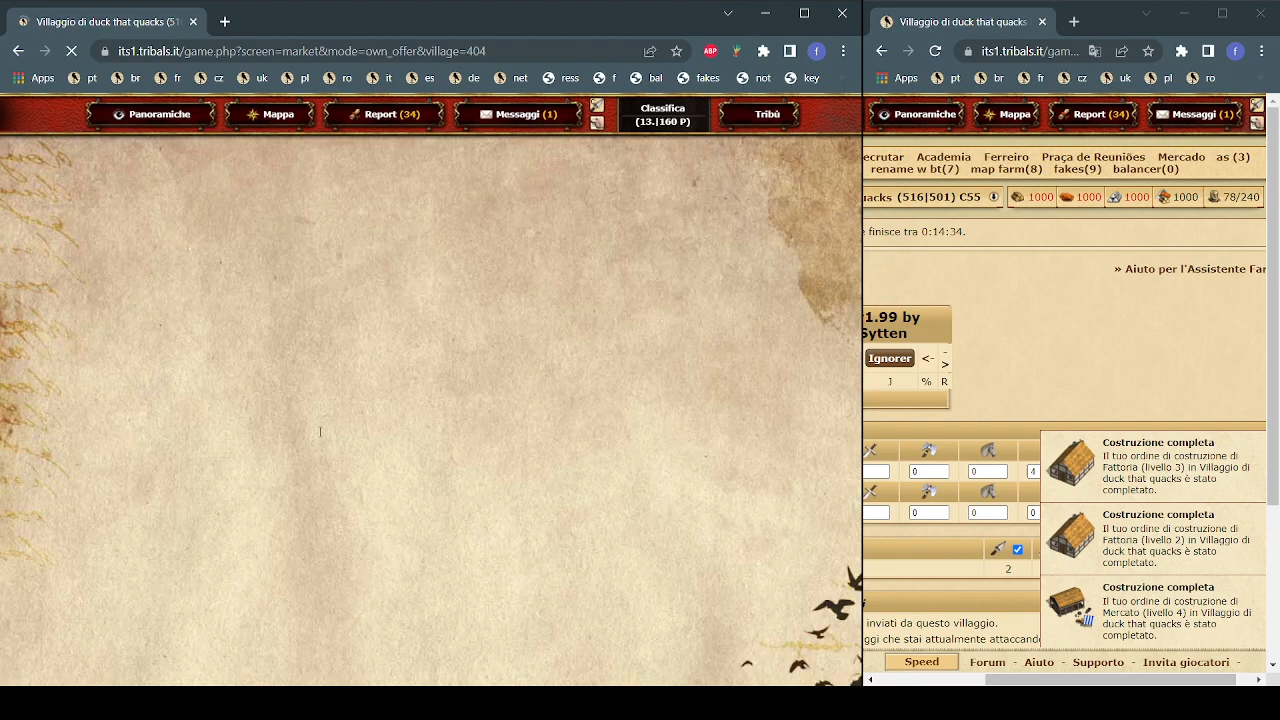 Villaggio di duck that quacks (51
its1.tribals.it/game.php?screen=market&mode=own_offer&village=404
ABP
f
Apps pt br fr cz uk pl ro it es de net ress f bal fakes not key
Panoramiche Mappa Report (34) Messaggi (1) Classifica (13.|160 P) Tribù
Villaggio di duck that quacks
its1.tribals.it/gam...
f
Apps pt br fr cz uk pl ro
Panoramiche Mappa Report (34) Messaggi (1)
ecrutar Academia Ferreiro Praça de Reuniões Mercado as (3)
rename w bt(7) map farm(8) fakes(9) balancer(0)
uacks (516|501) C55 1000 1000 1000 1000 78/240
e finisce tra 0:14:34.
» Aiuto per l'Assistente Far
1.99 by
Sytten
Ignorer <- ->
J % R
0 0 4
0 0 0
2
Costruzione completa
Il tuo ordine di costruzione di
Fattoria (livello 3) in Villaggio di
duck that quacks è stato
completato.
Costruzione completa
Il tuo ordine di costruzione di
Fattoria (livello 2) in Villaggio di
duck that quacks è stato
completato.
Costruzione completa
Il tuo ordine di costruzione di
Mercato (livello 4) in Villaggio di
duck that quacks è stato
completato.
i
inviati da questo villaggio.
ggi che stai attualmente attaccando
Speed Forum - Aiuto - Supporto - Invita giocatori -